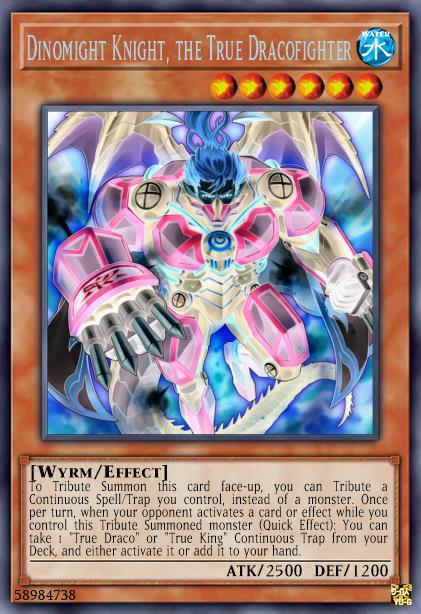 Dinomight Knight, the True Dracofighter
WATER
水
[Wyrm/Effect]
To Tribute Summon this card face-up, you can Tribute a
Continuous Spell/Trap you control, instead of a monster. Once
per turn, when your opponent activates a card or effect while you
control this Tribute Summoned monster (Quick Effect): You can
take 1 "True Draco" or "True King" Continuous Trap from your
Deck, and either activate it or add it to your hand.
ATK/2500 DEF/1200
58984738